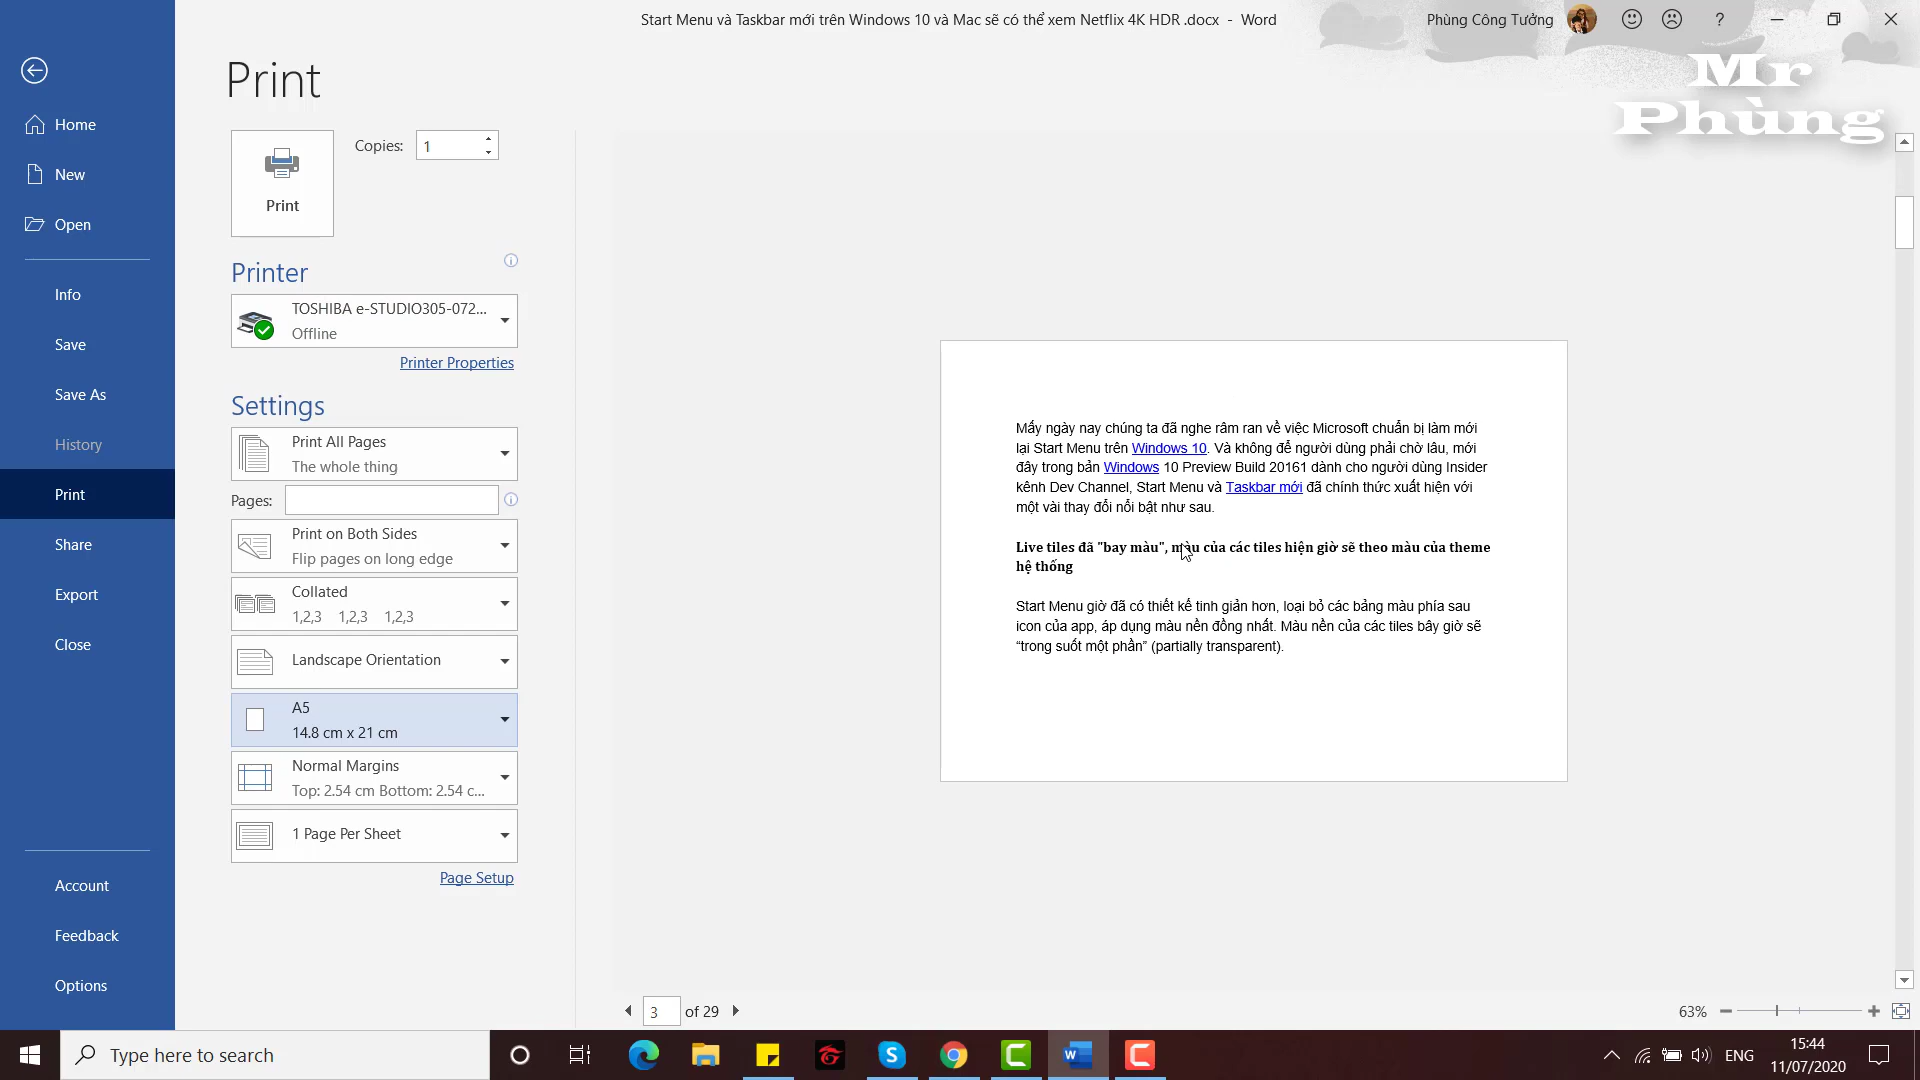 Start Menu và Taskbar mới trên Windows 10 và Mac sẽ có thể xem Netflix 4K HDR .docx - Word
Phùng Công Tưởng
?
Mr
Phùng
Print
Home
New
Open
Info
Save
Save As
History
Print
Share
Export
Close
Account
Feedback
Options
Print
Copies: 1
Printer
TOSHIBA e-STUDIO305-072...
Offline
Printer Properties
Settings
Print All Pages
The whole thing
Pages:
Print on Both Sides
Flip pages on long edge
Collated
1,2,3 1,2,3 1,2,3
Landscape Orientation
A5
14.8 cm x 21 cm
Normal Margins
Top: 2.54 cm Bottom: 2.54 c...
1 Page Per Sheet
Page Setup
Mấy ngày nay chúng ta đã nghe râm ran về việc Microsoft chuẩn bị làm mới
lại Start Menu trên Windows 10. Và không để người dùng phải chờ lâu, mới
đây trong bản Windows 10 Preview Build 20161 dành cho người dùng Insider
kênh Dev Channel, Start Menu và Taskbar mới đã chính thức xuất hiện với
một vài thay đổi nổi bật như sau.
Live tiles đã "bay màu", màu của các tiles hiện giờ sẽ theo màu của theme
hệ thống
Start Menu giờ đã có thiết kế tinh giản hơn, loại bỏ các bảng màu phía sau
icon của app, áp dụng màu nền đồng nhất. Màu nền của các tiles bây giờ sẽ
“trong suốt một phần” (partially transparent).
3 of 29
63%
Type here to search
ENG
15:44
11/07/2020